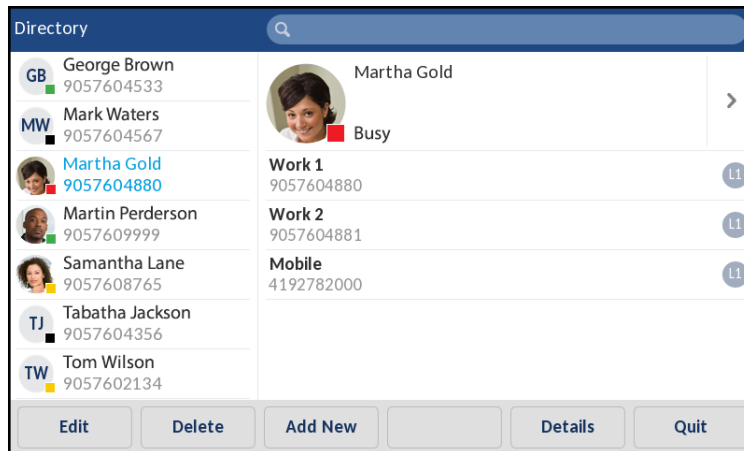 Directory
GB
George Brown
9057604533
MW
Mark Waters
9057604567
Martha Gold
9057604880
Martin Perderson
9057609999
Samantha Lane
9057608765
TJ
Tabatha Jackson
9057604356
TW
Tom Wilson
9057602134
Martha Gold
Busy
Work 1
9057604880
L1
Work 2
9057604881
L1
Mobile
4192782000
L1
Edit
Delete
Add New
Details
Quit